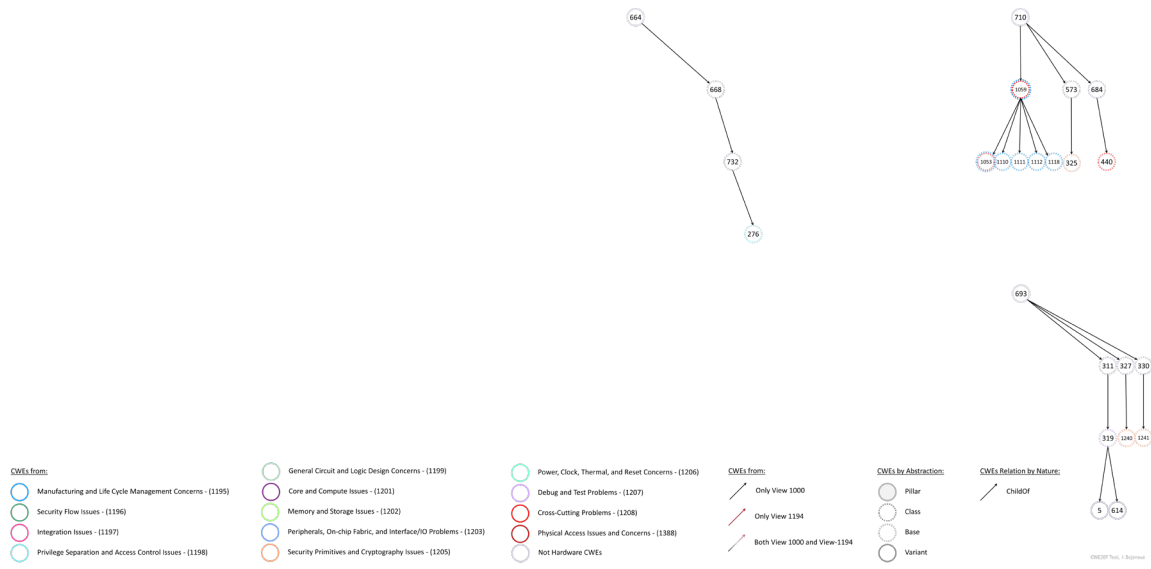 664
710
668
1059
573
684
732
1053
1110
1111
1112
1118
325
440
276
693
311
327
330
319
1240
1241
5
614
CWEs from:
Manufacturing and Life Cycle Management Concerns - (1195)
Security Flow Issues - (1196)
Integration Issues - (1197)
Privilege Separation and Access Control Issues - (1198)
General Circuit and Logic Design Concerns - (1199)
Core and Compute Issues - (1201)
Memory and Storage Issues - (1202)
Peripherals, On-chip Fabric, and Interface/IO Problems - (1203)
Security Primitives and Cryptography Issues - (1205)
Power, Clock, Thermal, and Reset Concerns - (1206)
Debug and Test Problems - (1207)
Cross-Cutting Problems - (1208)
Physical Access Issues and Concerns - (1388)
Not Hardware CWEs
CWEs from:
Only View 1000
Only View 1194
Both View 1000 and View-1194
CWEs by Abstraction:
Pillar
Class
Base
Variant
CWEs Relation by Nature:
ChildOf